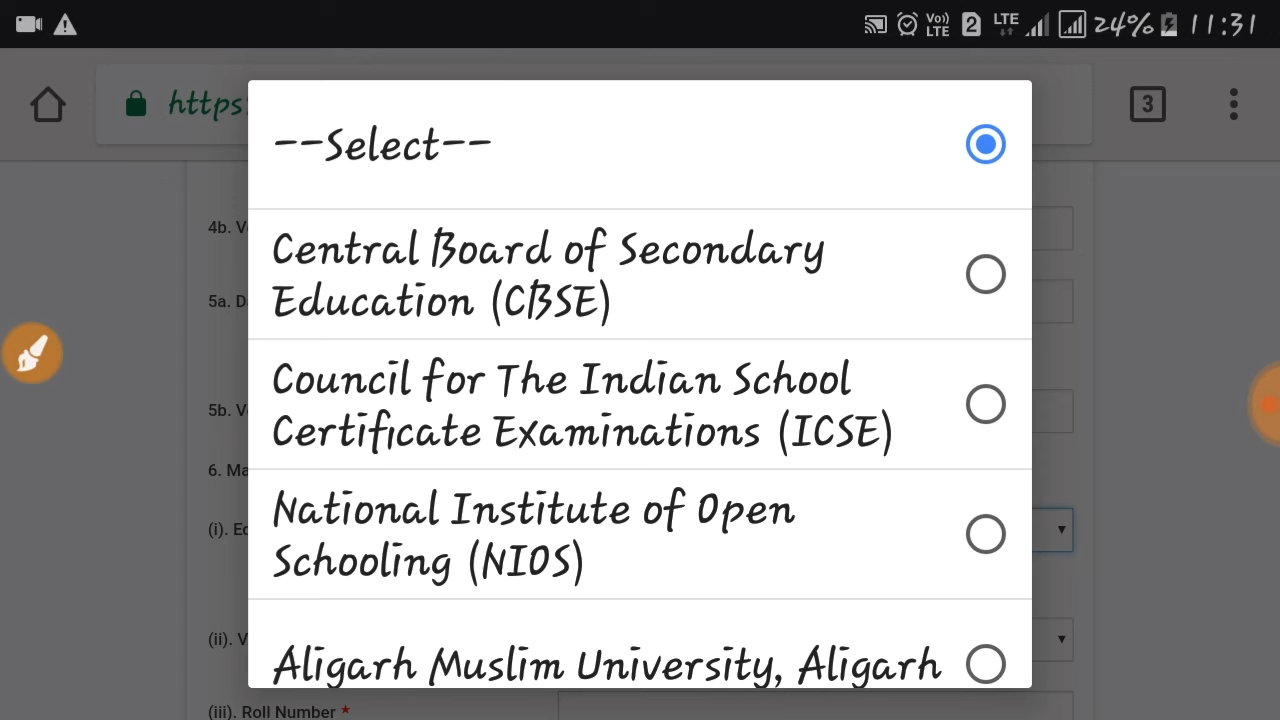 Vo)) LTE 2 LTE 24% 11:31
https:
3
--Select--
4b. V
Central Board of Secondary
Education (CBSE)
5a. D
Council for The Indian School
Certificate Examinations (ICSE)
5b. V
6. Ma
National Institute of Open
Schooling (NIOS)
(i). Ed
(ii). V
Aligarh Muslim University, Aligarh
(iii). Roll Number *